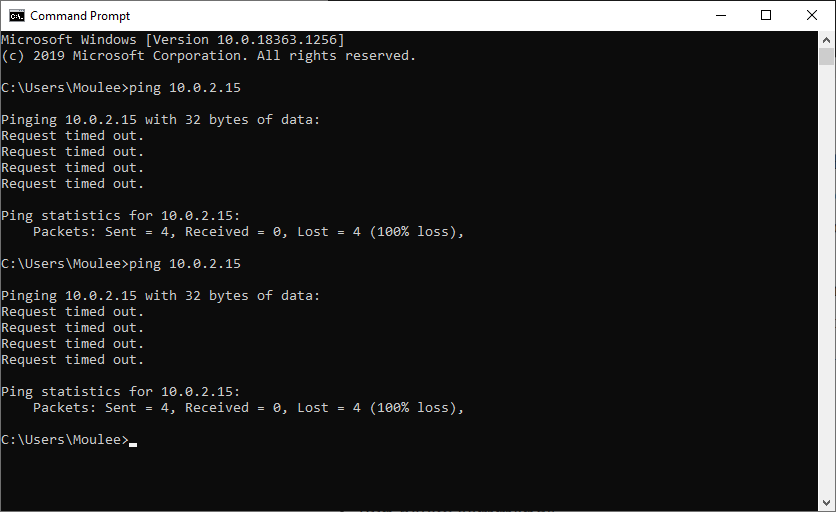 Command Prompt
Microsoft Windows [Version 10.0.18363.1256]
(c) 2019 Microsoft Corporation. All rights reserved.
C:\Users\Moulee>ping 10.0.2.15
Pinging 10.0.2.15 with 32 bytes of data:
Request timed out.
Request timed out.
Request timed out.
Request timed out.
Ping statistics for 10.0.2.15:
    Packets: Sent = 4, Received = 0, Lost = 4 (100% loss),
C:\Users\Moulee>ping 10.0.2.15
Pinging 10.0.2.15 with 32 bytes of data:
Request timed out.
Request timed out.
Request timed out.
Request timed out.
Ping statistics for 10.0.2.15:
    Packets: Sent = 4, Received = 0, Lost = 4 (100% loss),
C:\Users\Moulee>